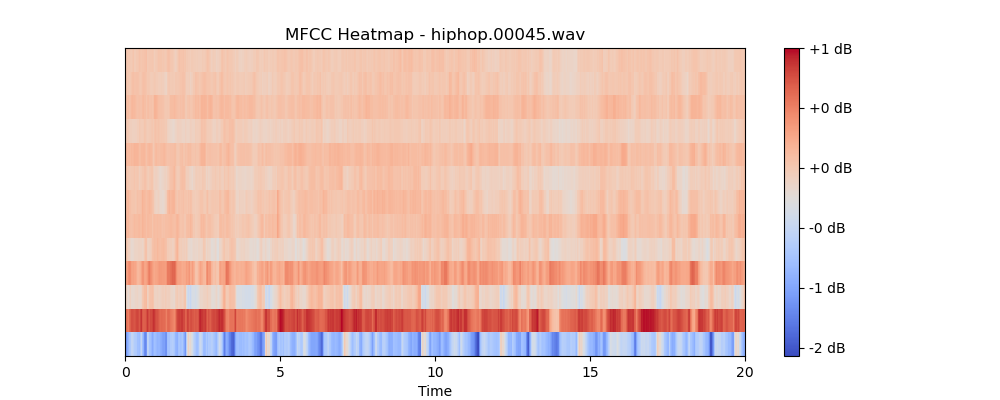 MFCC Heatmap - hiphop.00045.wav
+1 dB
+0 dB
+0 dB
-0 dB
-1 dB
-2 dB
0 5 10 15 20
Time